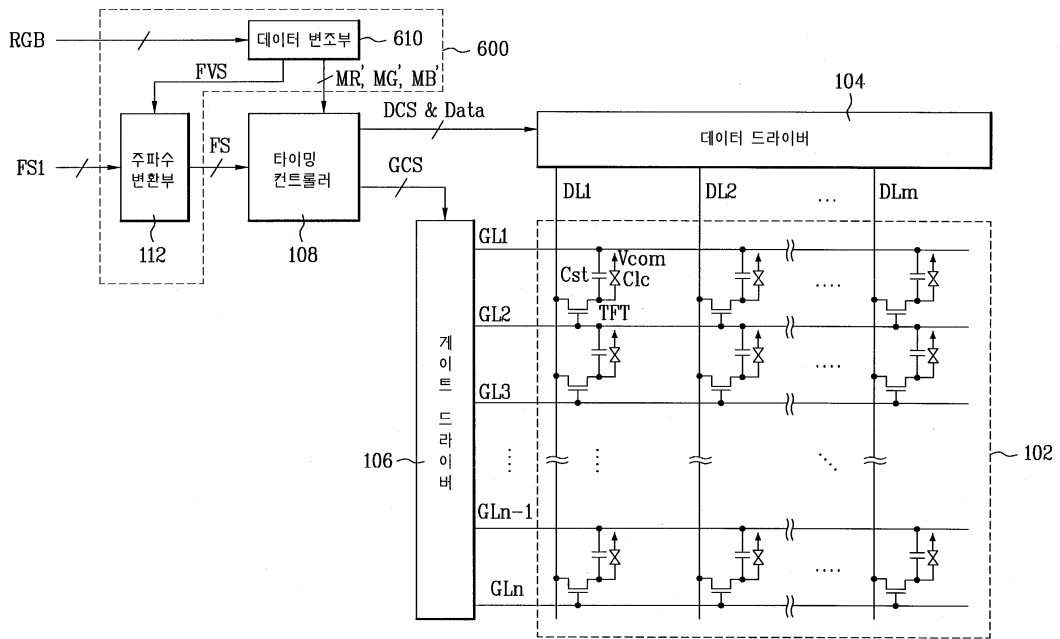 RGB
데이터 변조부
610
600
FVS
MR', MG', MB'
104
DCS & Data
데이터 드라이버
FS1
주파수
변환부
FS
타이밍
컨트롤러
GCS
112
108
DL1
DL2
...
DLm
GL1
Vcom
Cst
Clc
....
GL2
TFT
....
GL3
게이트 드라이버
106
102
GLn-1
....
GLn